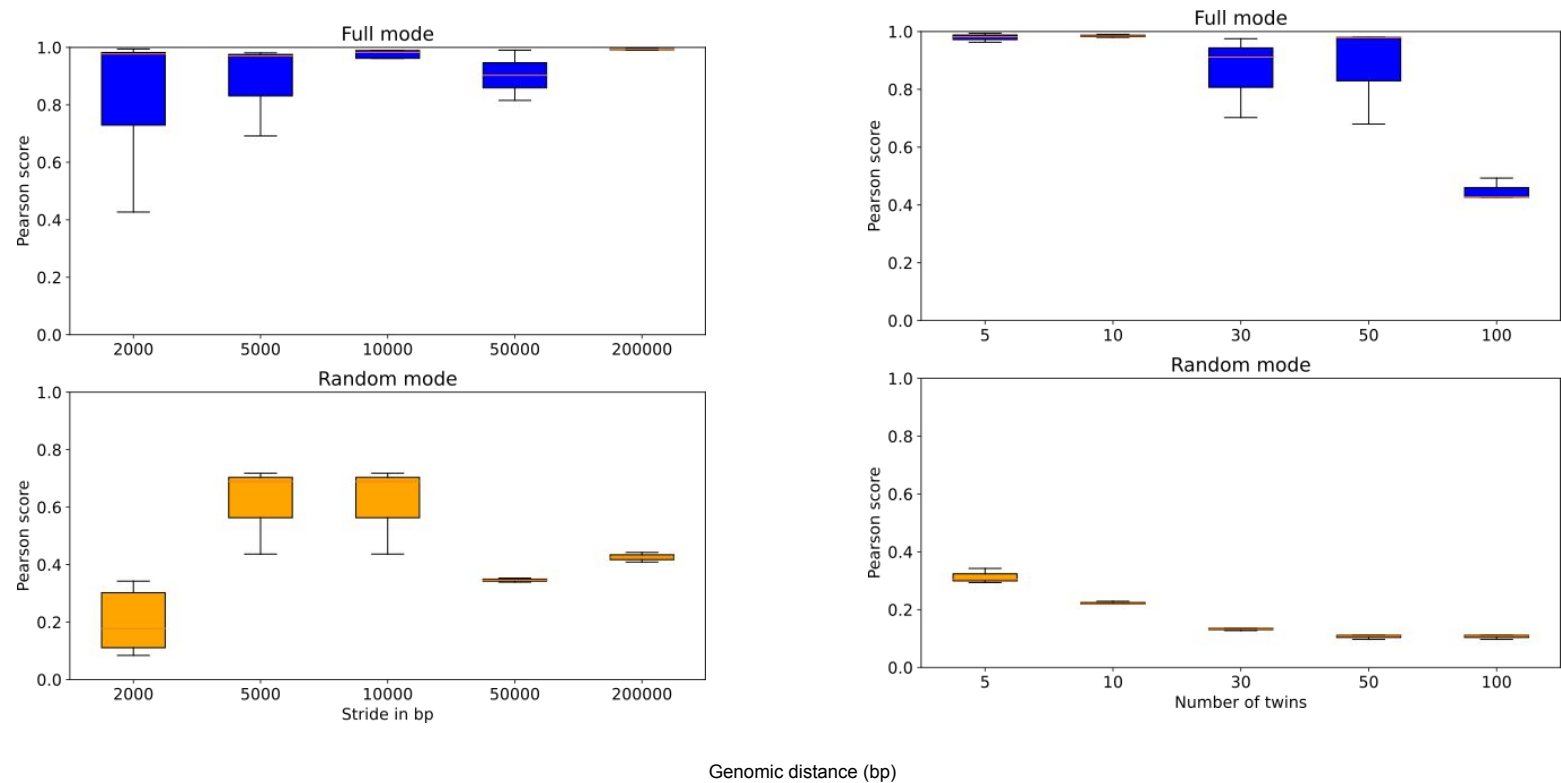 Full mode
Pearson score
1.0
0.8
0.6
0.4
0.2
0.0
2000 5000 10000 50000 200000
Random mode
Pearson score
1.0
0.8
0.6
0.4
0.2
0.0
2000 5000 10000 50000 200000
Stride in bp
Full mode
Pearson score
1.0
0.8
0.6
0.4
0.2
0.0
5 10 30 50 100
Random mode
Pearson score
1.0
0.8
0.6
0.4
0.2
0.0
5 10 30 50 100
Number of twins
Genomic distance (bp)